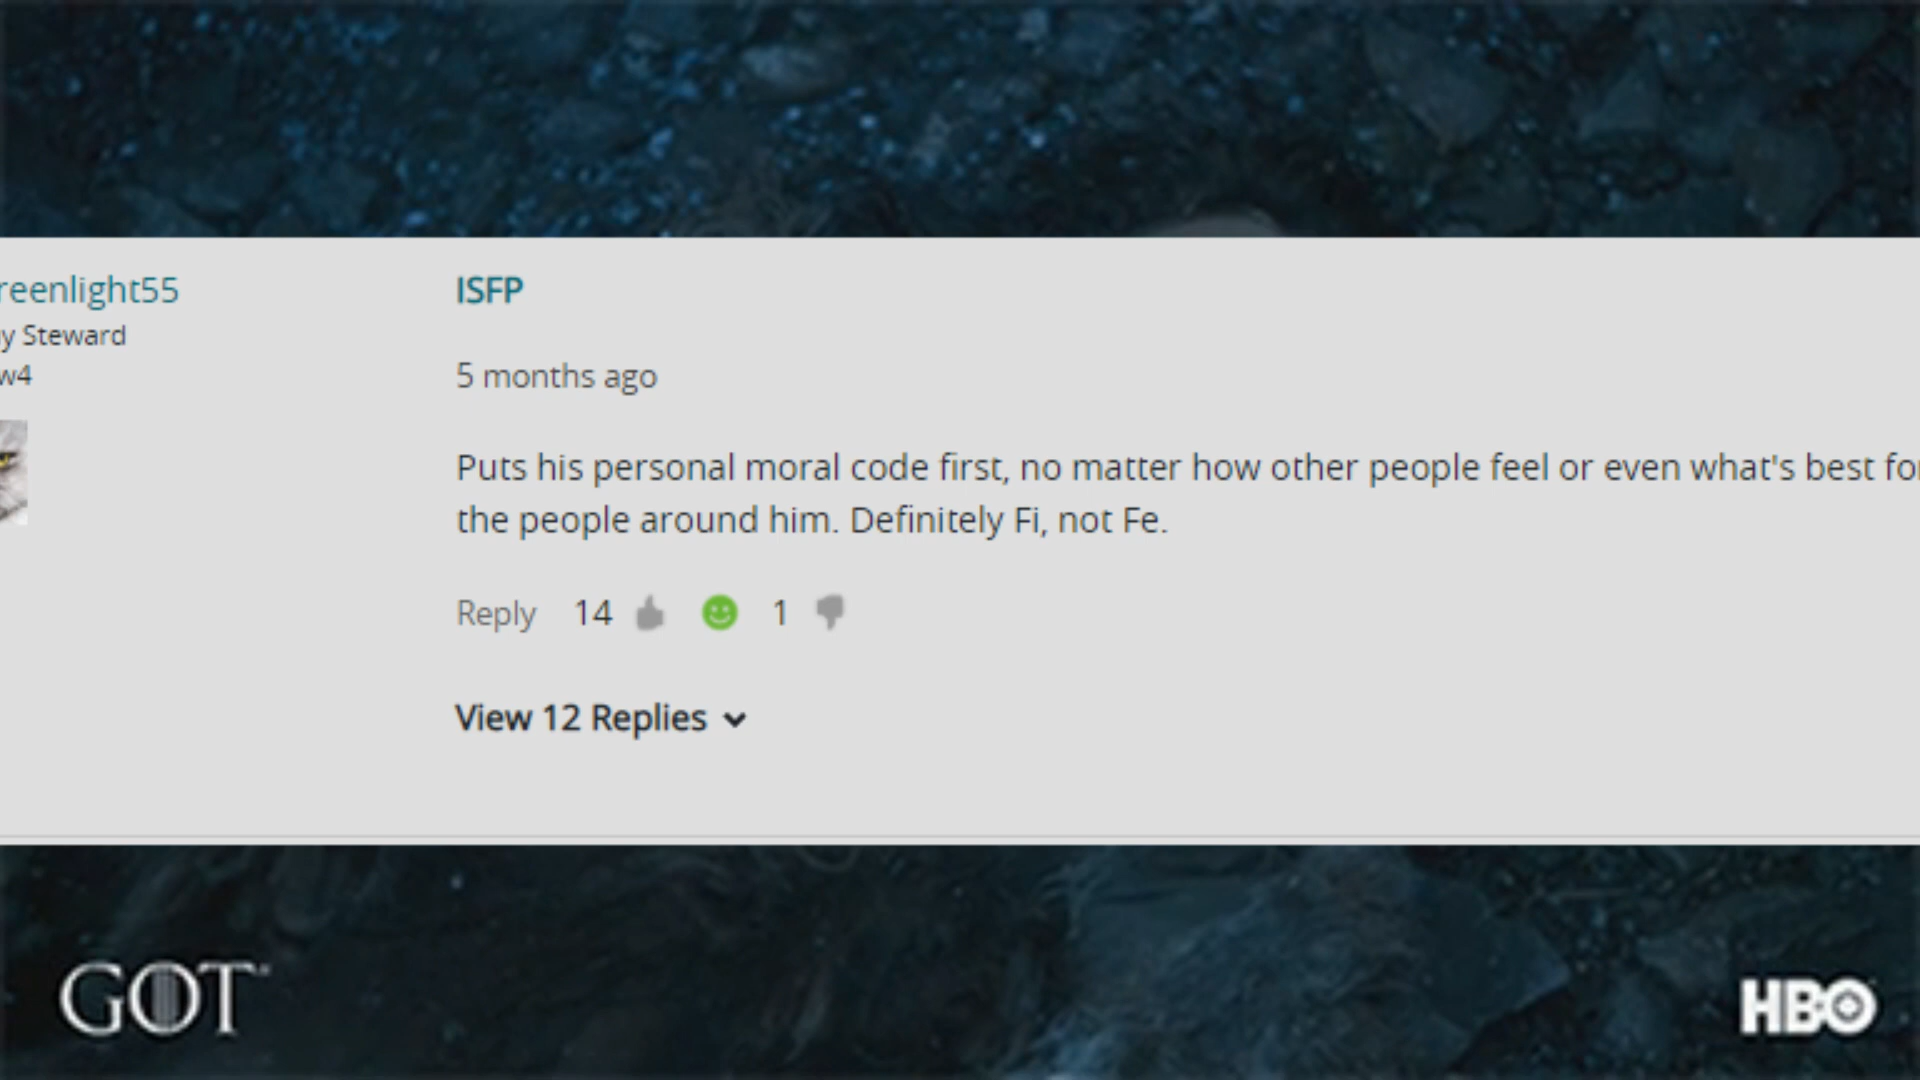 reenlight55
y Steward
w4
ISFP
5 months ago
Puts his personal moral code first, no matter how other people feel or even what's best for
the people around him. Definitely Fi, not Fe.
Reply 14 1
View 12 Replies
GOT
HBO